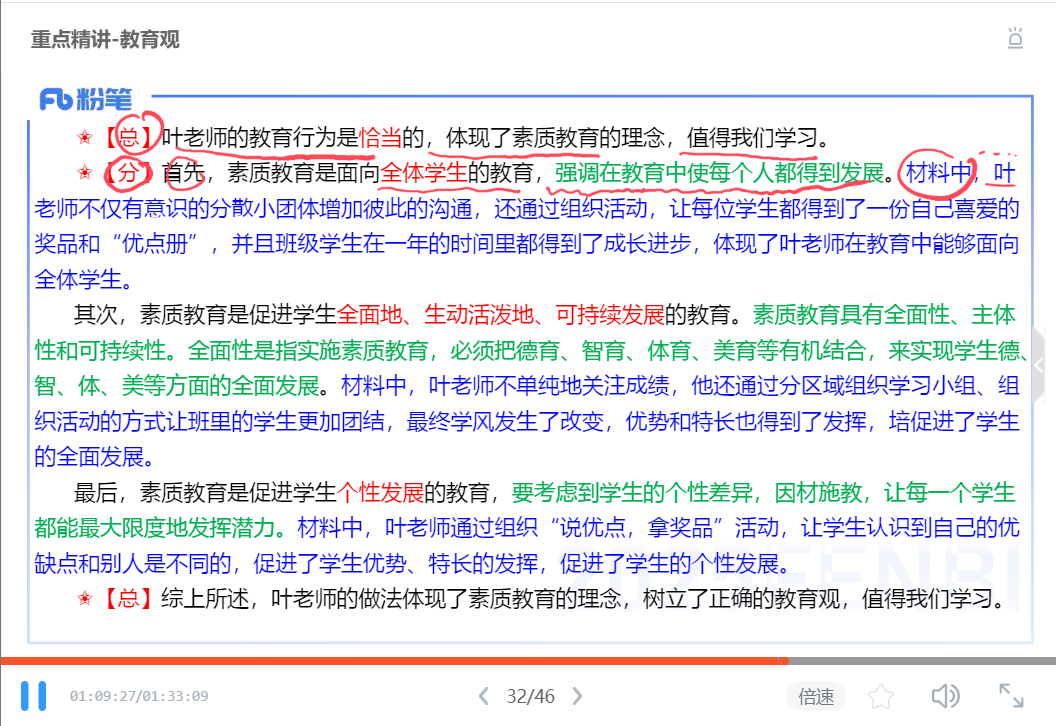 重点精讲-教育观
粉笔
【总】叶老师的教育行为是恰当的，体现了素质教育的理念，值得我们学习。
【分】首先，素质教育是面向全体学生的教育，强调在教育中使每个人都得到发展。材料中，叶
老师不仅有意识的分散小团体增加彼此的沟通，还通过组织活动，让每位学生都得到了一份自己喜爱的
奖品和“优点册”，并且班级学生在一年的时间里都得到了成长进步，体现了叶老师在教育中能够面向
全体学生。
其次，素质教育是促进学生全面地、生动活泼地、可持续发展的教育。素质教育具有全面性、主体
性和可持续性。全面性是指实施素质教育，必须把德育、智育、体育、美育等有机结合，来实现学生德、
智、体、美等方面的全面发展。材料中，叶老师不单纯地关注成绩，他还通过分区域组织学习小组、组
织活动的方式让班里的学生更加团结，最终学风发生了改变，优势和特长也得到了发挥，培促进了学生
的全面发展。
最后，素质教育是促进学生个性发展的教育，要考虑到学生的个性差异，因材施教，让每一个学生
都能最大限度地发挥潜力。材料中，叶老师通过组织“说优点，拿奖品”活动，让学生认识到自己的优
缺点和别人是不同的，促进了学生优势、特长的发挥，促进了学生的个性发展。
【总】综上所述，叶老师的做法体现了素质教育的理念，树立了正确的教育观，值得我们学习。
01:09:27/01:33:09
32/46
倍速